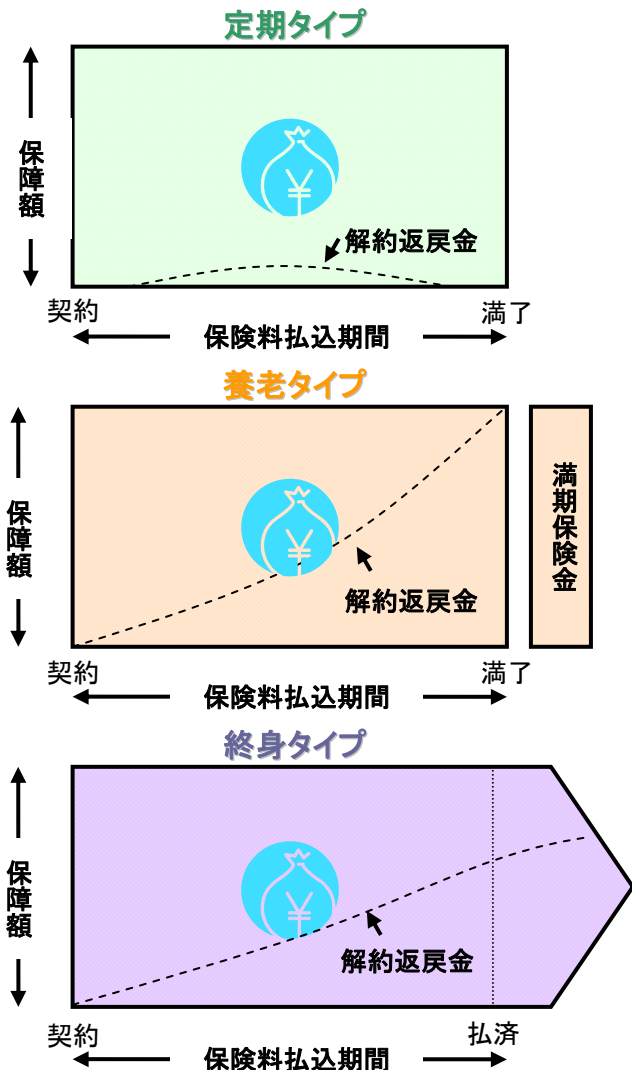 定期タイプ
保障額
¥
解約返戻金
契約
満了
保険料払込期間
養老タイプ
保障額
¥
解約返戻金
満期保険金
契約
満了
保険料払込期間
終身タイプ
保障額
¥
解約返戻金
契約
払済
保険料払込期間